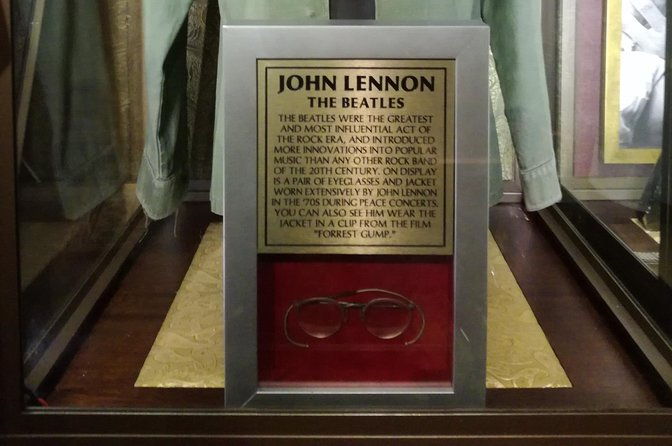 JOHN LENNON
THE BEATLES
THE BEATLES WERE THE GREATEST
AND MOST INFLUENTIAL ACT OF
THE ROCK ERA, AND INTRODUCED
MORE INNOVATIONS INTO POPULAR
MUSIC THAN ANY OTHER ROCK BAND
OF THE 20TH CENTURY. ON DISPLAY
IS A PAIR OF EYEGLASSES AND JACKET
WORN EXTENSIVELY BY JOHN LENNON
IN THE '70S DURING PEACE CONCERTS.
YOU CAN ALSO SEE HIM WEAR THE
JACKET IN A CLIP FROM THE FILM
"FORREST GUMP."